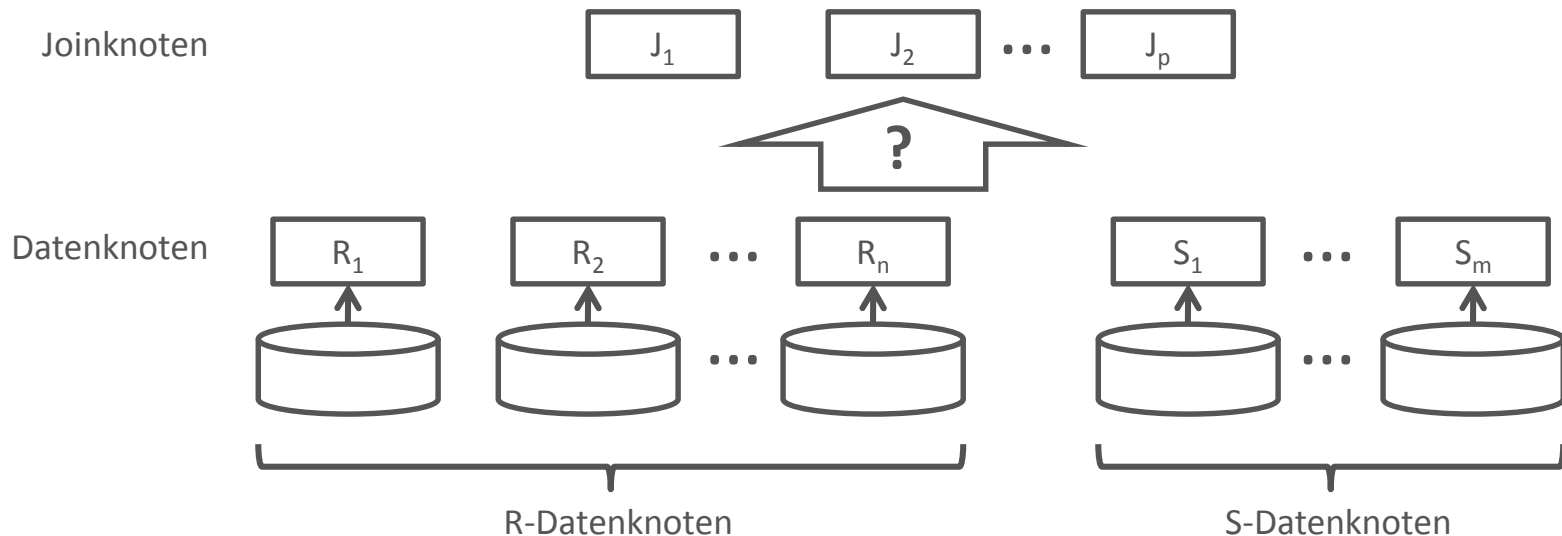 Joinknoten J₁ J₂ ... Jₚ
?
Datenknoten R₁ R₂ ... Rₙ S₁ ... Sₘ
... ...
R-Datenknoten S-Datenknoten